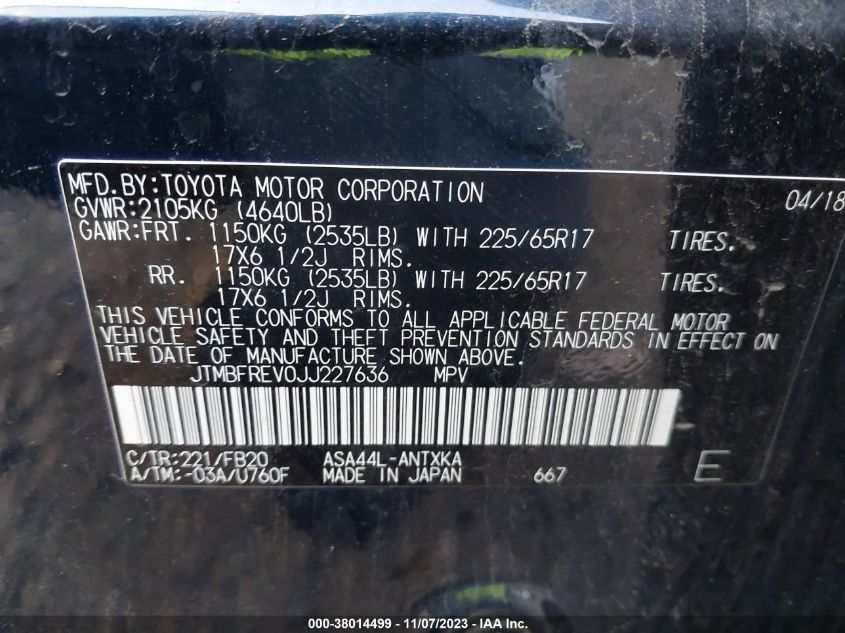 MFD.BY:TOYOTA MOTOR CORPORATION 04/18
GVWR:2105KG (4640LB)
GAWR:FRT. 1150KG (2535LB) WITH 225/65R17 TIRES.
17X6 1/2J RIMS.
RR. 1150KG (2535LB) WITH 225/65R17 TIRES.
17X6 1/2J RIMS.
THIS VEHICLE CONFORMS TO ALL APPLICABLE FEDERAL MOTOR
VEHICLE SAFETY AND THEFT PREVENTION STANDARDS IN EFFECT ON
THE DATE OF MANUFACTURE SHOWN ABOVE.
JTMBFREV0JJ227636 MPV
C/TR:221/FB20 ASA44L-ANTXKA
A/TM:-03A/U760F MADE IN JAPAN 667 E
000-38014499 - 11/07/2023 - IAA Inc.